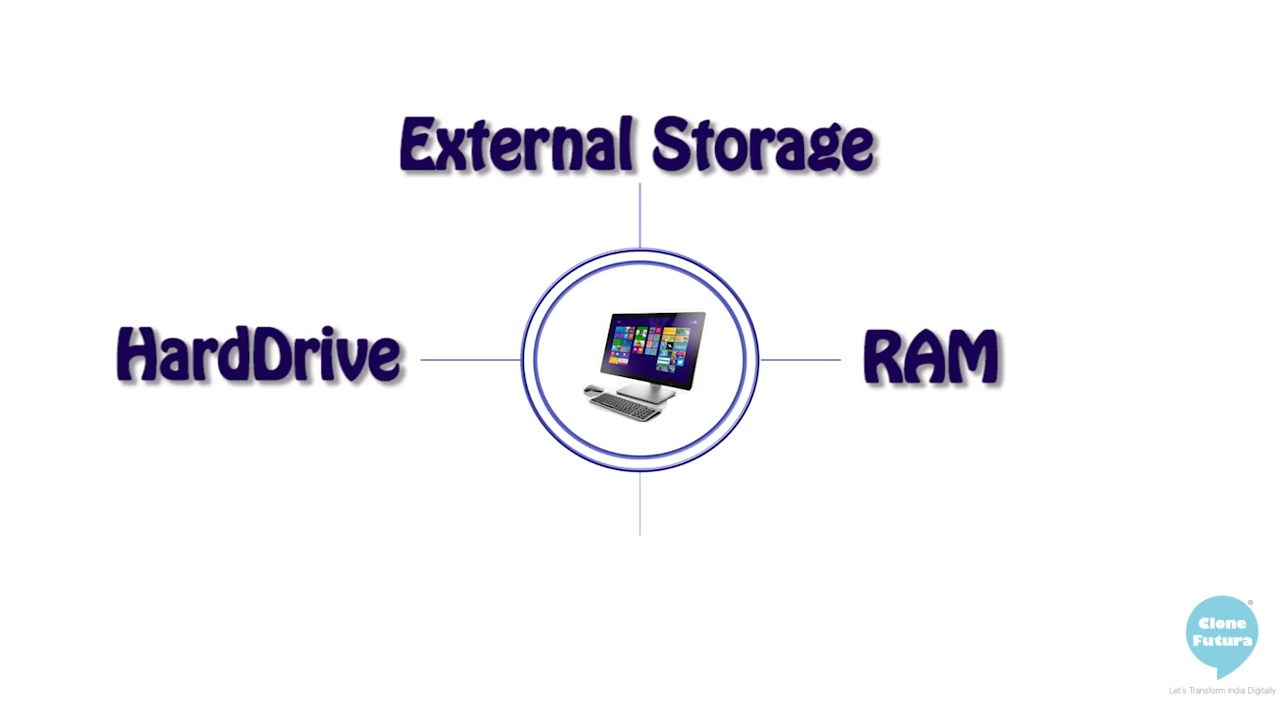 External Storage
HardDrive
RAM
Clone
Futura
®
Let's Transform India Digitally